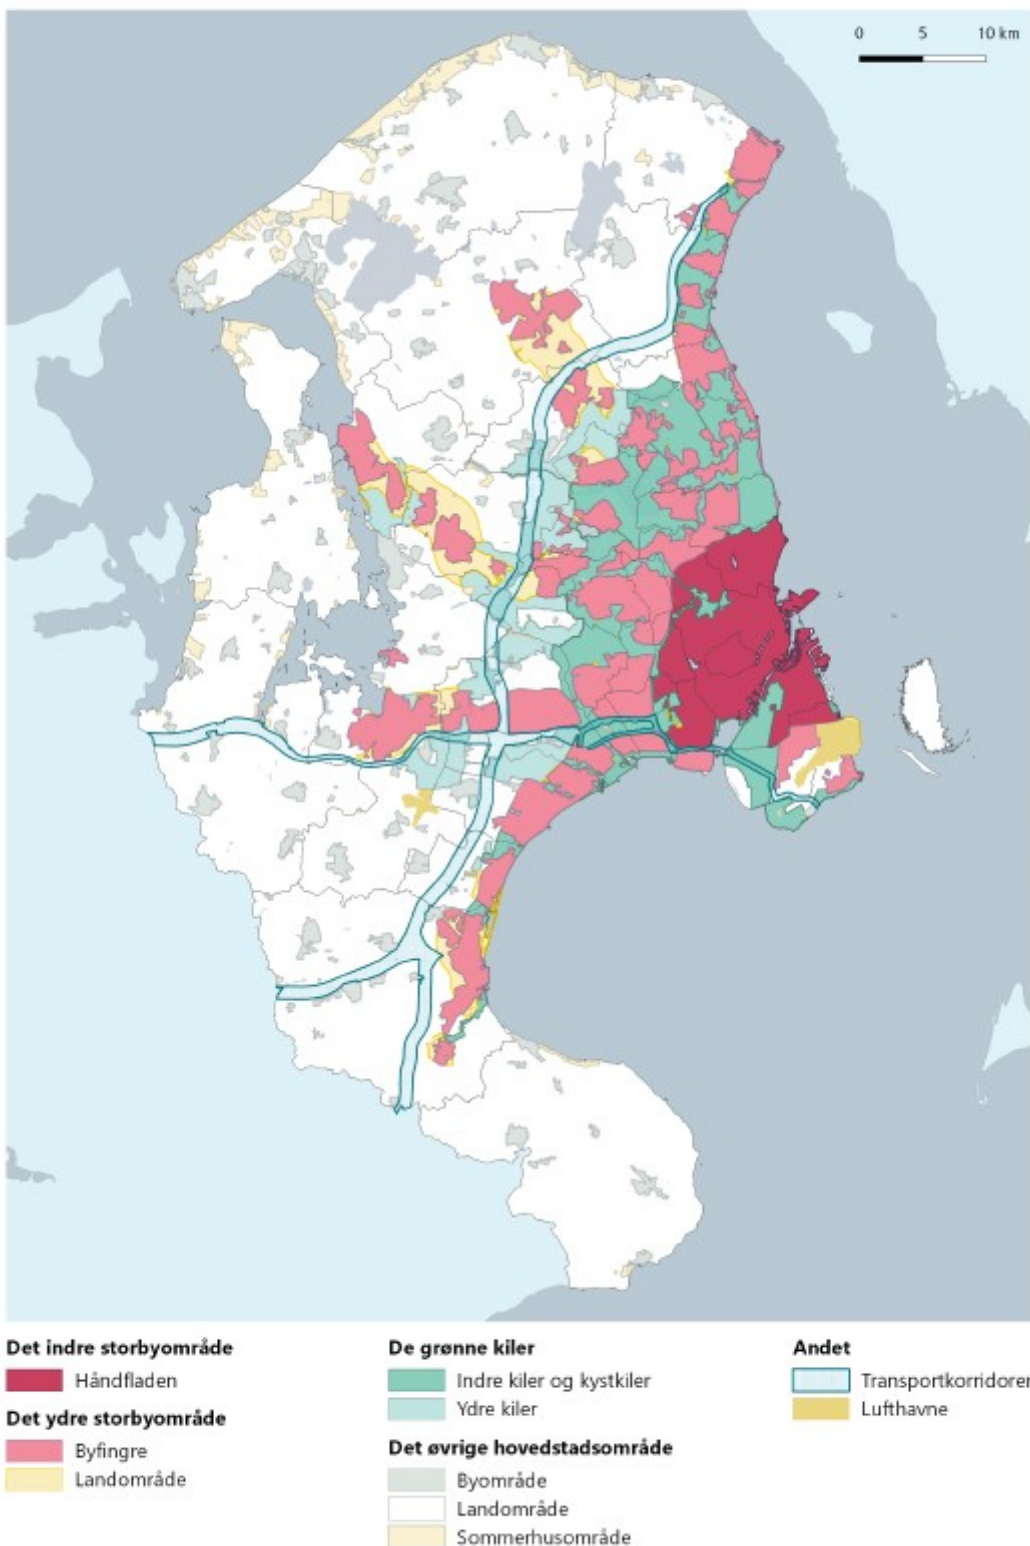 0 5 10 km
Det indre storbyområde
Håndfladen
Det ydre storbyområde
Byfingre
Landområde
De grønne kiler
Indre kiler og kystkiler
Ydre kiler
Det øvrige hovedstadsområde
Byområde
Landområde
Sommerhusområde
Andet
Transportkorridorer
Lufthavne